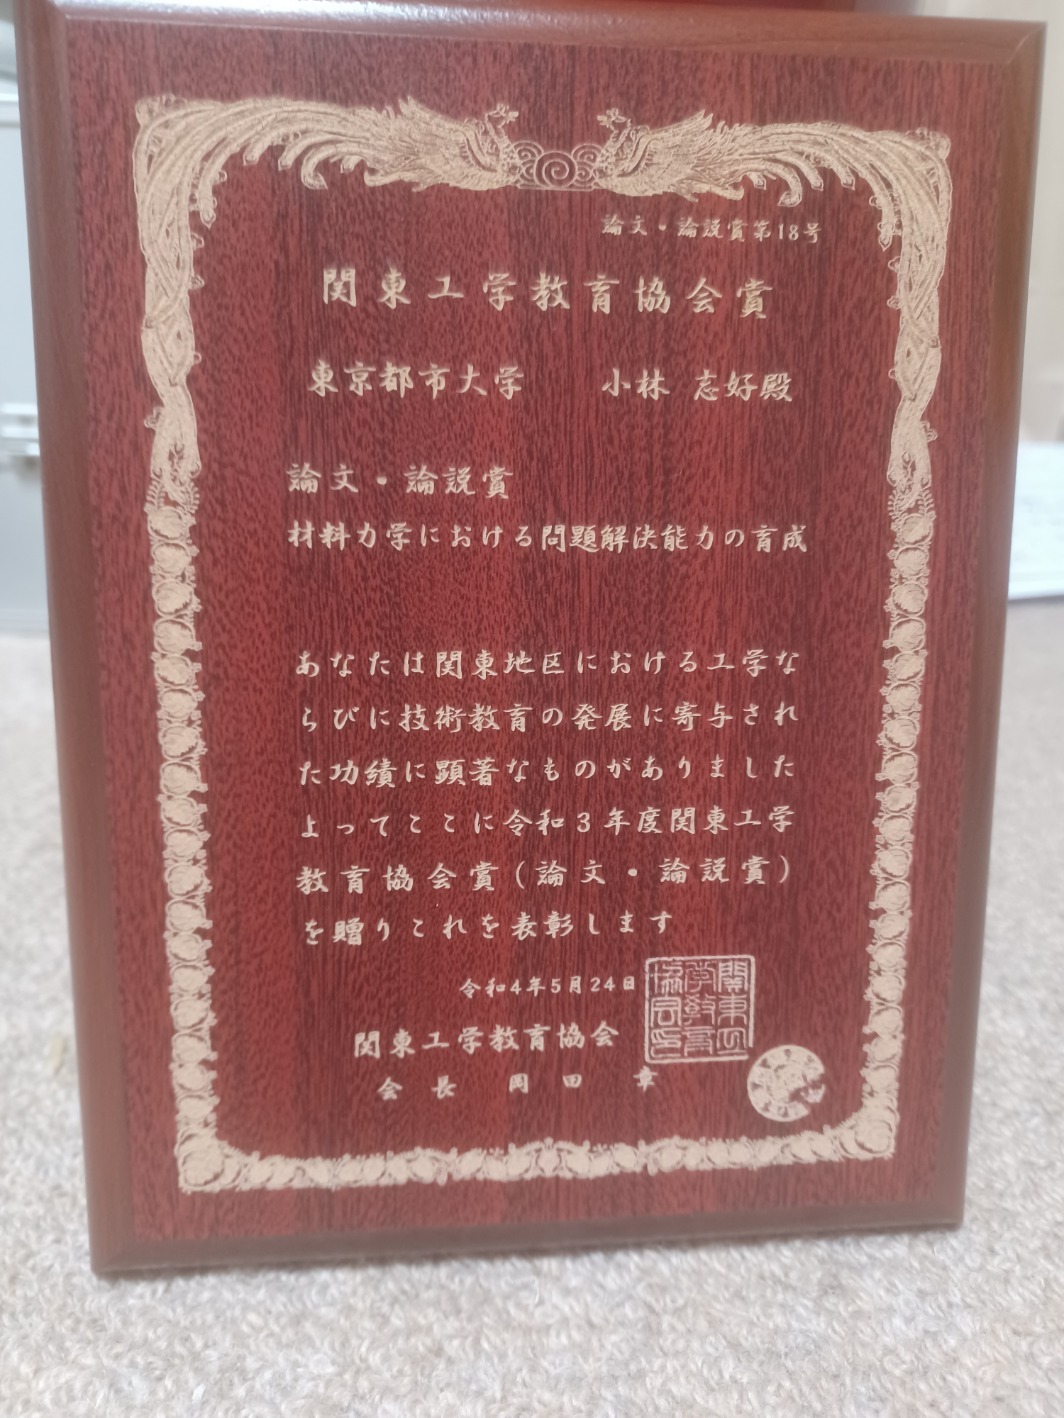 論文・論説賞第18号
関東工学教育協会賞
東京都市大学 小林 志好殿
論文・論説賞
材料力学における問題解決能力の育成
あなたは関東地区における工学な
らびに技術教育の発展に寄与され
た功績に顕著なものがありました
よってここに令和3年度関東工学
教育協会賞(論文・論説賞)
を贈りこれを表彰します
令和4年5月24日
関東工学教育協会
会長 岡田 章